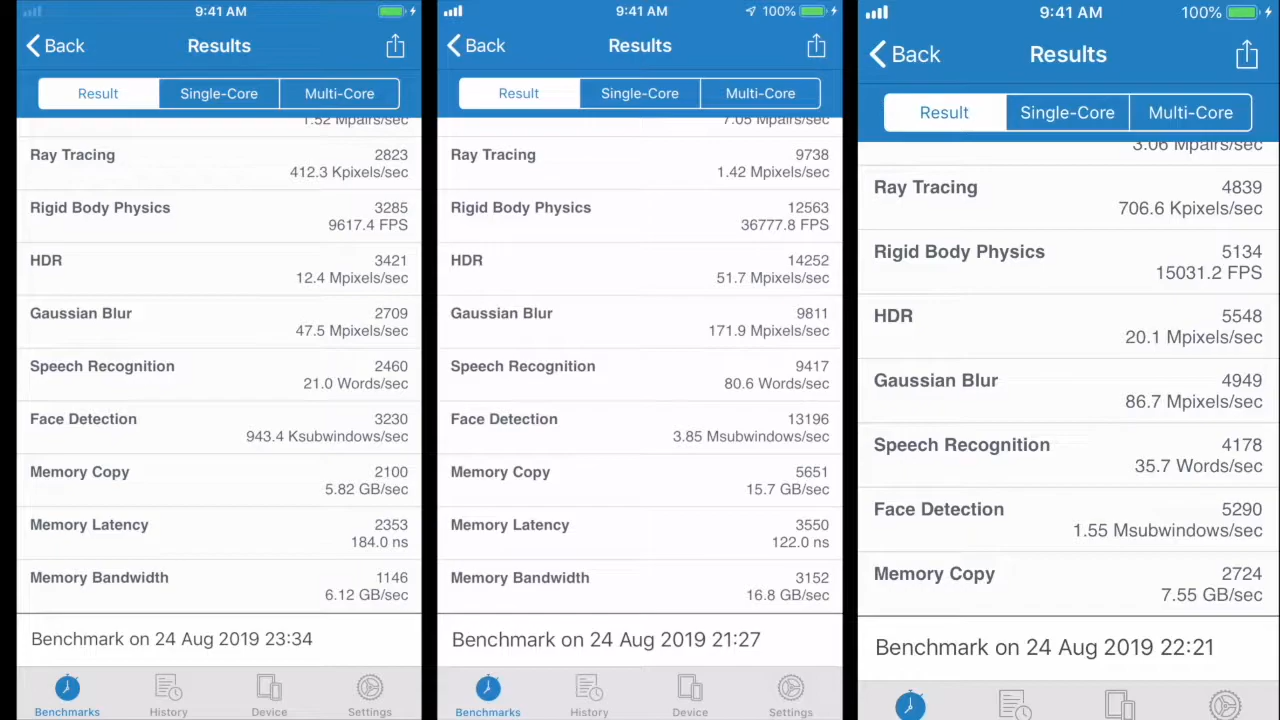 9:41 AM
Back
Results
Result
Single-Core
Multi-Core
1.52 Mpairs/sec
Ray Tracing
2823
412.3 Kpixels/sec
Rigid Body Physics
3285
9617.4 FPS
HDR
3421
12.4 Mpixels/sec
Gaussian Blur
2709
47.5 Mpixels/sec
Speech Recognition
2460
21.0 Words/sec
Face Detection
3230
943.4 Ksubwindows/sec
Memory Copy
2100
5.82 GB/sec
Memory Latency
2353
184.0 ns
Memory Bandwidth
1146
6.12 GB/sec
Benchmark on 24 Aug 2019 23:34
Benchmarks
History
Device
Settings
9:41 AM
100%
Back
Results
Result
Single-Core
Multi-Core
7.05 Mpairs/sec
Ray Tracing
9738
1.42 Mpixels/sec
Rigid Body Physics
12563
36777.8 FPS
HDR
14252
51.7 Mpixels/sec
Gaussian Blur
9811
171.9 Mpixels/sec
Speech Recognition
9417
80.6 Words/sec
Face Detection
13196
3.85 Msubwindows/sec
Memory Copy
5651
15.7 GB/sec
Memory Latency
3550
122.0 ns
Memory Bandwidth
3152
16.8 GB/sec
Benchmark on 24 Aug 2019 21:27
Benchmarks
History
Device
Settings
9:41 AM
100%
Back
Results
Result
Single-Core
Multi-Core
3.06 Mpairs/sec
Ray Tracing
4839
706.6 Kpixels/sec
Rigid Body Physics
5134
15031.2 FPS
HDR
5548
20.1 Mpixels/sec
Gaussian Blur
4949
86.7 Mpixels/sec
Speech Recognition
4178
35.7 Words/sec
Face Detection
5290
1.55 Msubwindows/sec
Memory Copy
2724
7.55 GB/sec
Benchmark on 24 Aug 2019 22:21